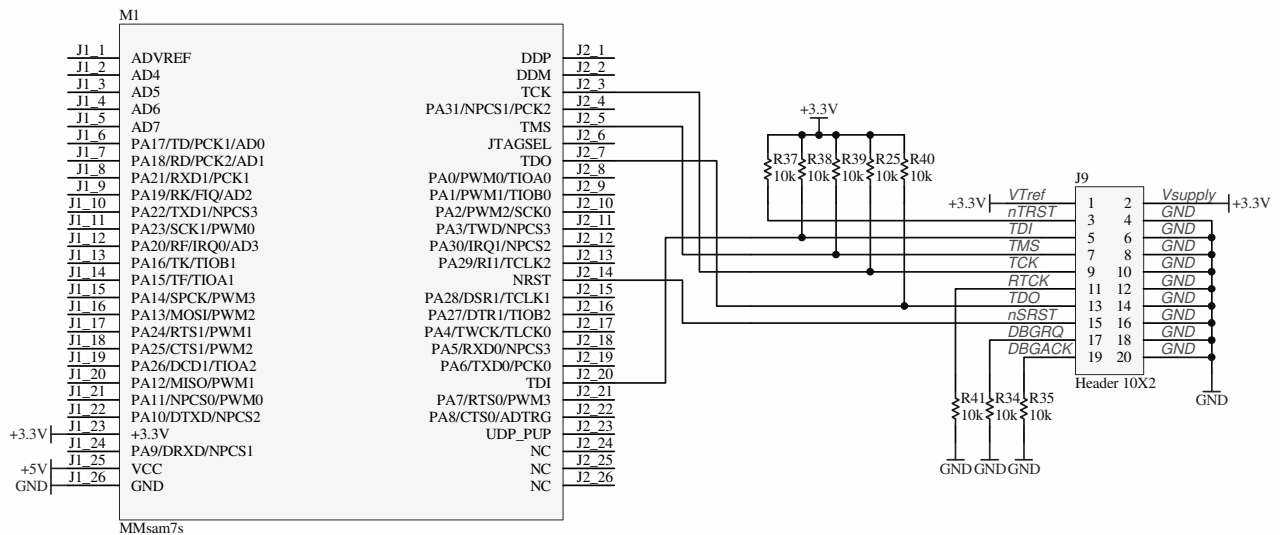 M1
J1_1 ADVREF DDP J2_1
J1_2 AD4 DDM J2_2
J1_3 AD5 TCK J2_3
J1_4 AD6 PA31/NPCS1/PCK2 J2_4
J1_5 AD7 TMS J2_5
J1_6 PA17/TD/PCK1/AD0 JTAGSEL J2_6
J1_7 PA18/RD/PCK2/AD1 TDO J2_7
J1_8 PA21/RXD1/PCK1 PA0/PWM0/TIOA0 J2_8
J1_9 PA19/RK/FIQ/AD2 PA1/PWM1/TIOB0 J2_9
J1_10 PA22/TXD1/NPCS3 PA2/PWM2/SCK0 J2_10
J1_11 PA23/SCK1/PWM0 PA3/TWD/NPCS3 J2_11
J1_12 PA20/RF/IRQ0/AD3 PA30/IRQ1/NPCS2 J2_12
J1_13 PA16/TK/TIOB1 PA29/RI1/TCLK2 J2_13
J1_14 PA15/TF/TIOA1 NRST J2_14
J1_15 PA14/SPCK/PWM3 PA28/DSR1/TCLK1 J2_15
J1_16 PA13/MOSI/PWM2 PA27/DTR1/TIOB2 J2_16
J1_17 PA24/RTS1/PWM1 PA4/TWCK/TLCK0 J2_17
J1_18 PA25/CTS1/PWM2 PA5/RXD0/NPCS3 J2_18
J1_19 PA26/DCD1/TIOA2 PA6/TXD0/PCK0 J2_19
J1_20 PA12/MISO/PWM1 TDI J2_20
J1_21 PA11/NPCS0/PWM0 PA7/RTS0/PWM3 J2_21
J1_22 PA10/DTXD/NPCS2 PA8/CTS0/ADTRG J2_22
+3.3V J1_23 +3.3V UDP_PUP J2_23
J1_24 PA9/DRXD/NPCS1 NC J2_24
+5V J1_25 VCC NC J2_25
GND J1_26 GND NC J2_26
MMsam7s
+3.3V
R37 R38 R39 R25 R40
10k 10k 10k 10k 10k
J9
+3.3V VTref 1 2 Vsupply +3.3V
nTRST 3 4 GND
TDI 5 6 GND
TMS 7 8 GND
TCK 9 10 GND
RTCK 11 12 GND
TDO 13 14 GND
nSRST 15 16 GND
DBGRQ 17 18 GND
DBGACK 19 20 GND
Header 10X2
GND
R41 R34 R35
10k 10k 10k
GND GND GND